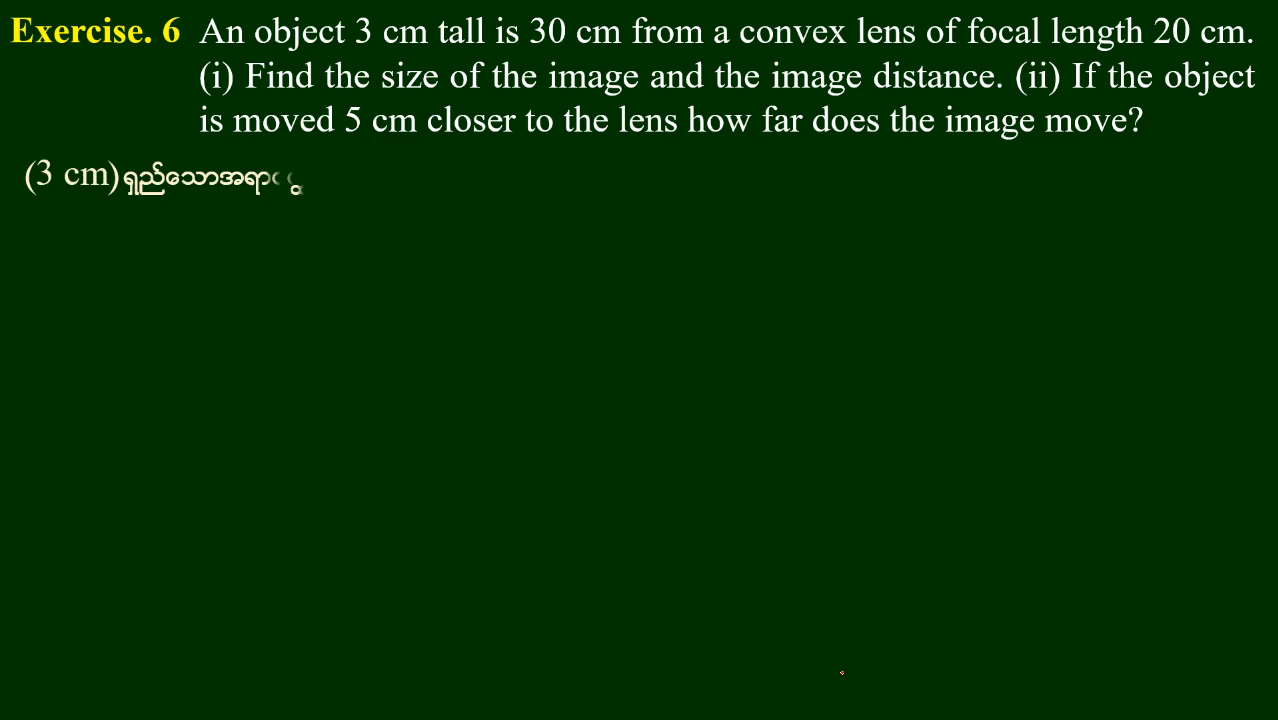 Exercise. 6 An object 3 cm tall is 30 cm from a convex lens of focal length 20 cm.
(i) Find the size of the image and the image distance. (ii) If the object
is moved 5 cm closer to the lens how far does the image move?
(3 cm)ရှည်သော